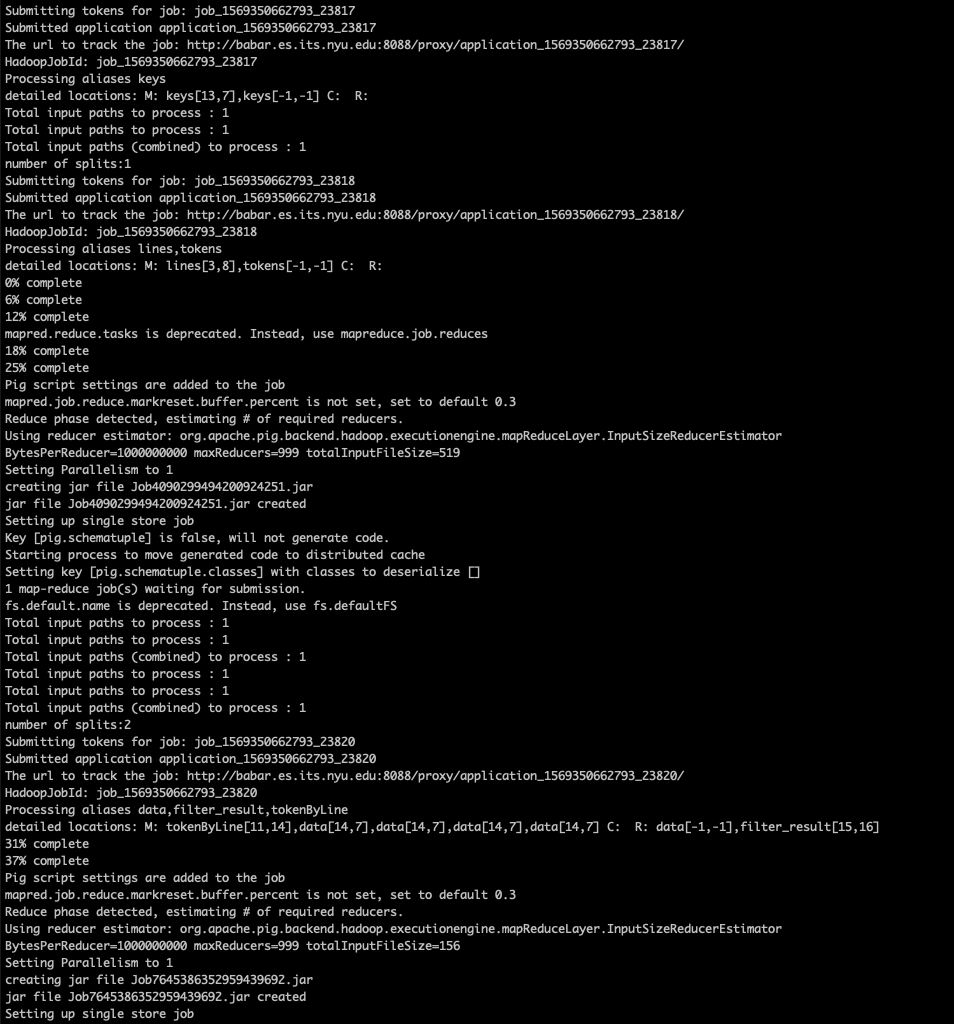 Submitting tokens for job: job_1569350662793_23817
Submitted application application_1569350662793_23817
The url to track the job: http://babar.es.its.nyu.edu:8088/proxy/application_1569350662793_23817/
HadoopJobId: job_1569350662793_23817
Processing aliases keys
detailed locations: M: keys[13,7],keys[-1,-1] C:  R:
Total input paths to process : 1
Total input paths to process : 1
Total input paths (combined) to process : 1
number of splits:1
Submitting tokens for job: job_1569350662793_23818
Submitted application application_1569350662793_23818
The url to track the job: http://babar.es.its.nyu.edu:8088/proxy/application_1569350662793_23818/
HadoopJobId: job_1569350662793_23818
Processing aliases lines,tokens
detailed locations: M: lines[3,8],tokens[-1,-1] C:  R:
0% complete
6% complete
12% complete
mapred.reduce.tasks is deprecated. Instead, use mapreduce.job.reduces
18% complete
25% complete
Pig script settings are added to the job
mapred.job.reduce.markreset.buffer.percent is not set, set to default 0.3
Reduce phase detected, estimating # of required reducers.
Using reducer estimator: org.apache.pig.backend.hadoop.executionengine.mapReduceLayer.InputSizeReducerEstimator
BytesPerReducer=1000000000 maxReducers=999 totalInputFileSize=519
Setting Parallelism to 1
creating jar file Job4090299494200924251.jar
jar file Job4090299494200924251.jar created
Setting up single store job
Key [pig.schematuple] is false, will not generate code.
Starting process to move generated code to distributed cache
Setting key [pig.schematuple.classes] with classes to deserialize []
1 map-reduce job(s) waiting for submission.
fs.default.name is deprecated. Instead, use fs.defaultFS
Total input paths to process : 1
Total input paths to process : 1
Total input paths (combined) to process : 1
Total input paths to process : 1
Total input paths to process : 1
Total input paths (combined) to process : 1
number of splits:2
Submitting tokens for job: job_1569350662793_23820
Submitted application application_1569350662793_23820
The url to track the job: http://babar.es.its.nyu.edu:8088/proxy/application_1569350662793_23820/
HadoopJobId: job_1569350662793_23820
Processing aliases data,filter_result,tokenByLine
detailed locations: M: tokenByLine[11,14],data[14,7],data[14,7],data[14,7],data[14,7] C:  R: data[-1,-1],filter_result[15,16]
31% complete
37% complete
Pig script settings are added to the job
mapred.job.reduce.markreset.buffer.percent is not set, set to default 0.3
Reduce phase detected, estimating # of required reducers.
Using reducer estimator: org.apache.pig.backend.hadoop.executionengine.mapReduceLayer.InputSizeReducerEstimator
BytesPerReducer=1000000000 maxReducers=999 totalInputFileSize=156
Setting Parallelism to 1
creating jar file Job7645386352959439692.jar
jar file Job7645386352959439692.jar created
Setting up single store job